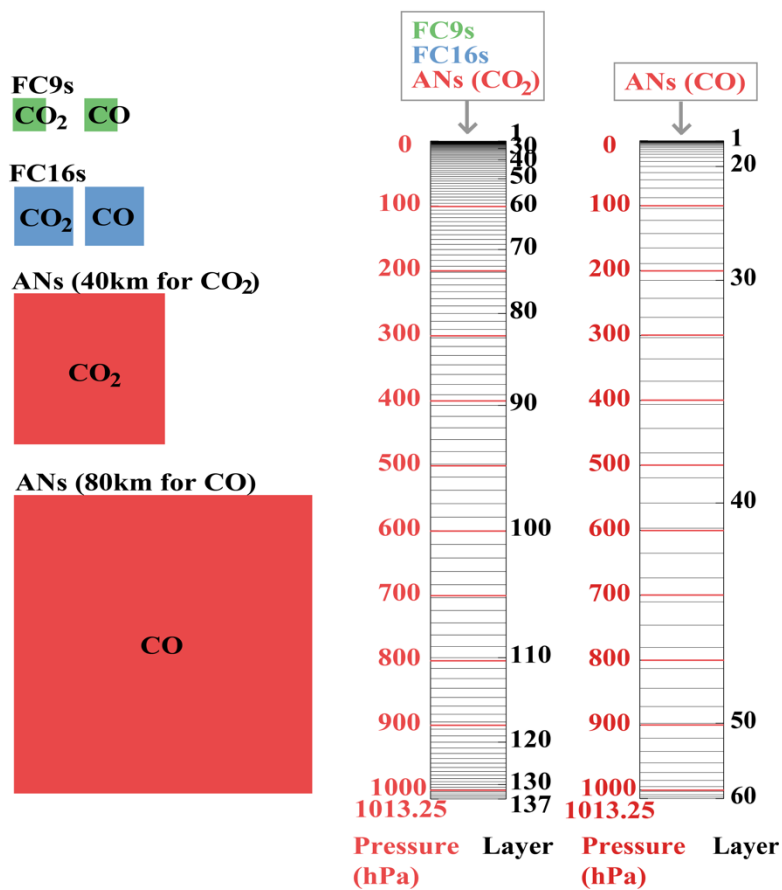 FC9s
CO2 CO
FC16s
CO2 CO
ANs (40km for CO2)
CO2
ANs (80km for CO)
CO
FC9s
FC16s
ANs (CO2)
0
100
200
300
400
500
600
700
800
900
1000
1013.25
1
30
40
50
60
70
80
90
100
110
120
130
137
Pressure Layer
(hPa)
ANs (CO)
0
100
200
300
400
500
600
700
800
900
1000
1013.25
1
20
30
40
50
60
Pressure Layer
(hPa)